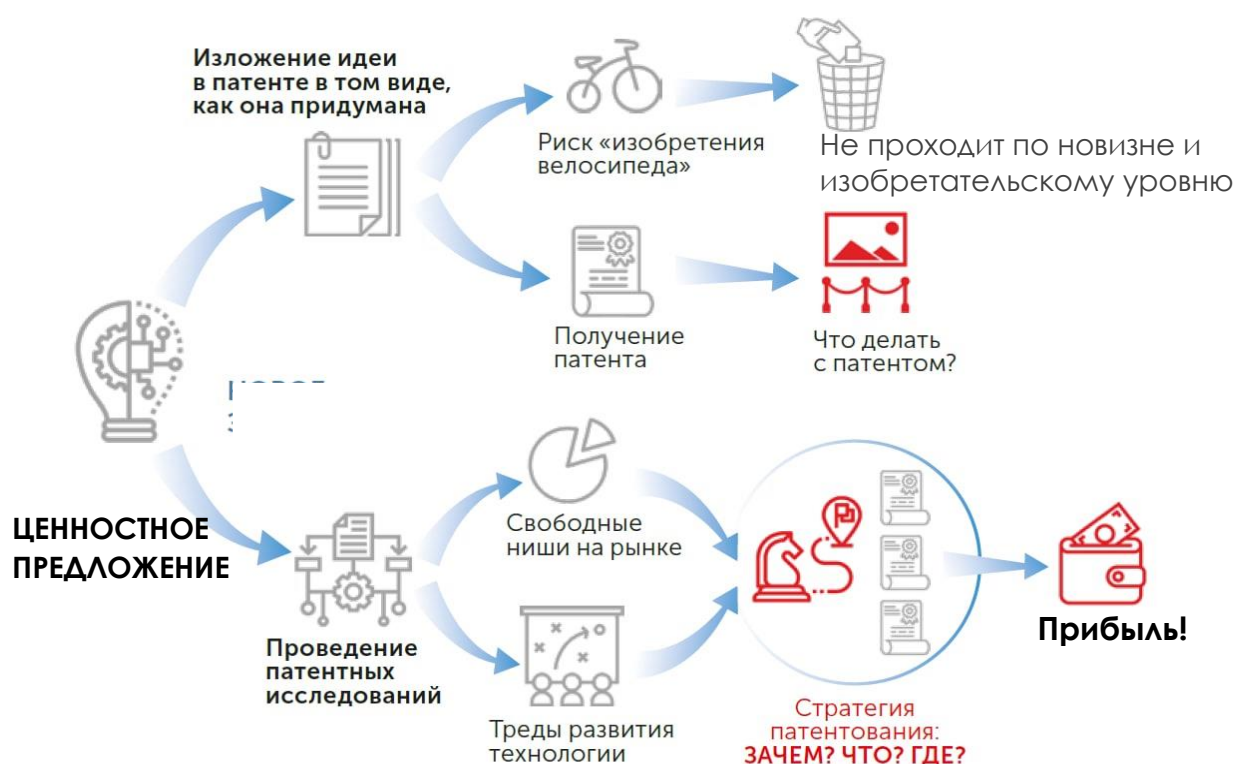 Изложение идеи
в патенте в том виде,
как она придумана
Риск «изобретения
велосипеда»
Не проходит по новизне и
изобретательскому уровню
Получение
патента
Что делать
с патентом?
ЦЕННОСТНОЕ
ПРЕДЛОЖЕНИЕ
Проведение
патентных
исследований
Свободные
ниши на рынке
Треды развития
технологии
Стратегия
патентования:
ЗАЧЕМ? ЧТО? ГДЕ?
Прибыль!